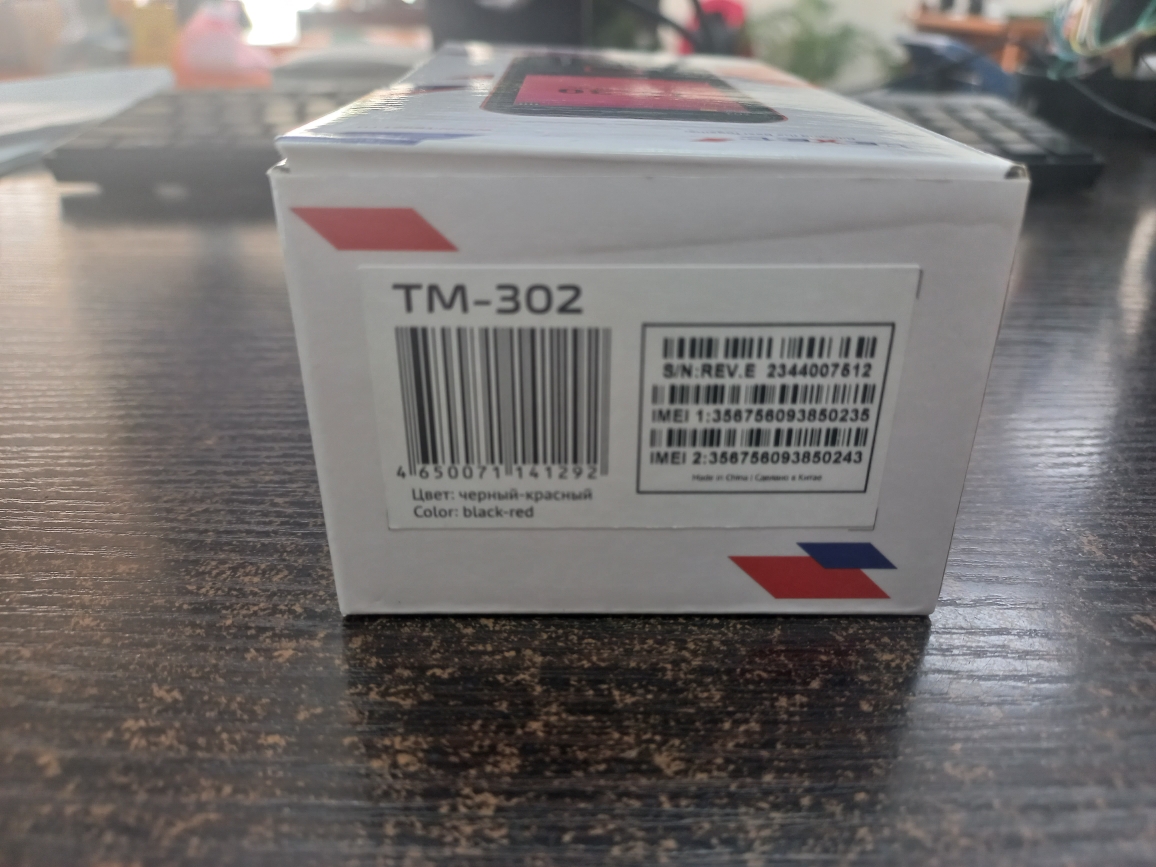 TM-302
4 650071 141292
Цвет: черный-красный
Color: black-red
S/N:REV.E 2344007512
IMEI 1:356756093850235
IMEI 2:356756093850243
Made in China | Сделано в Китае